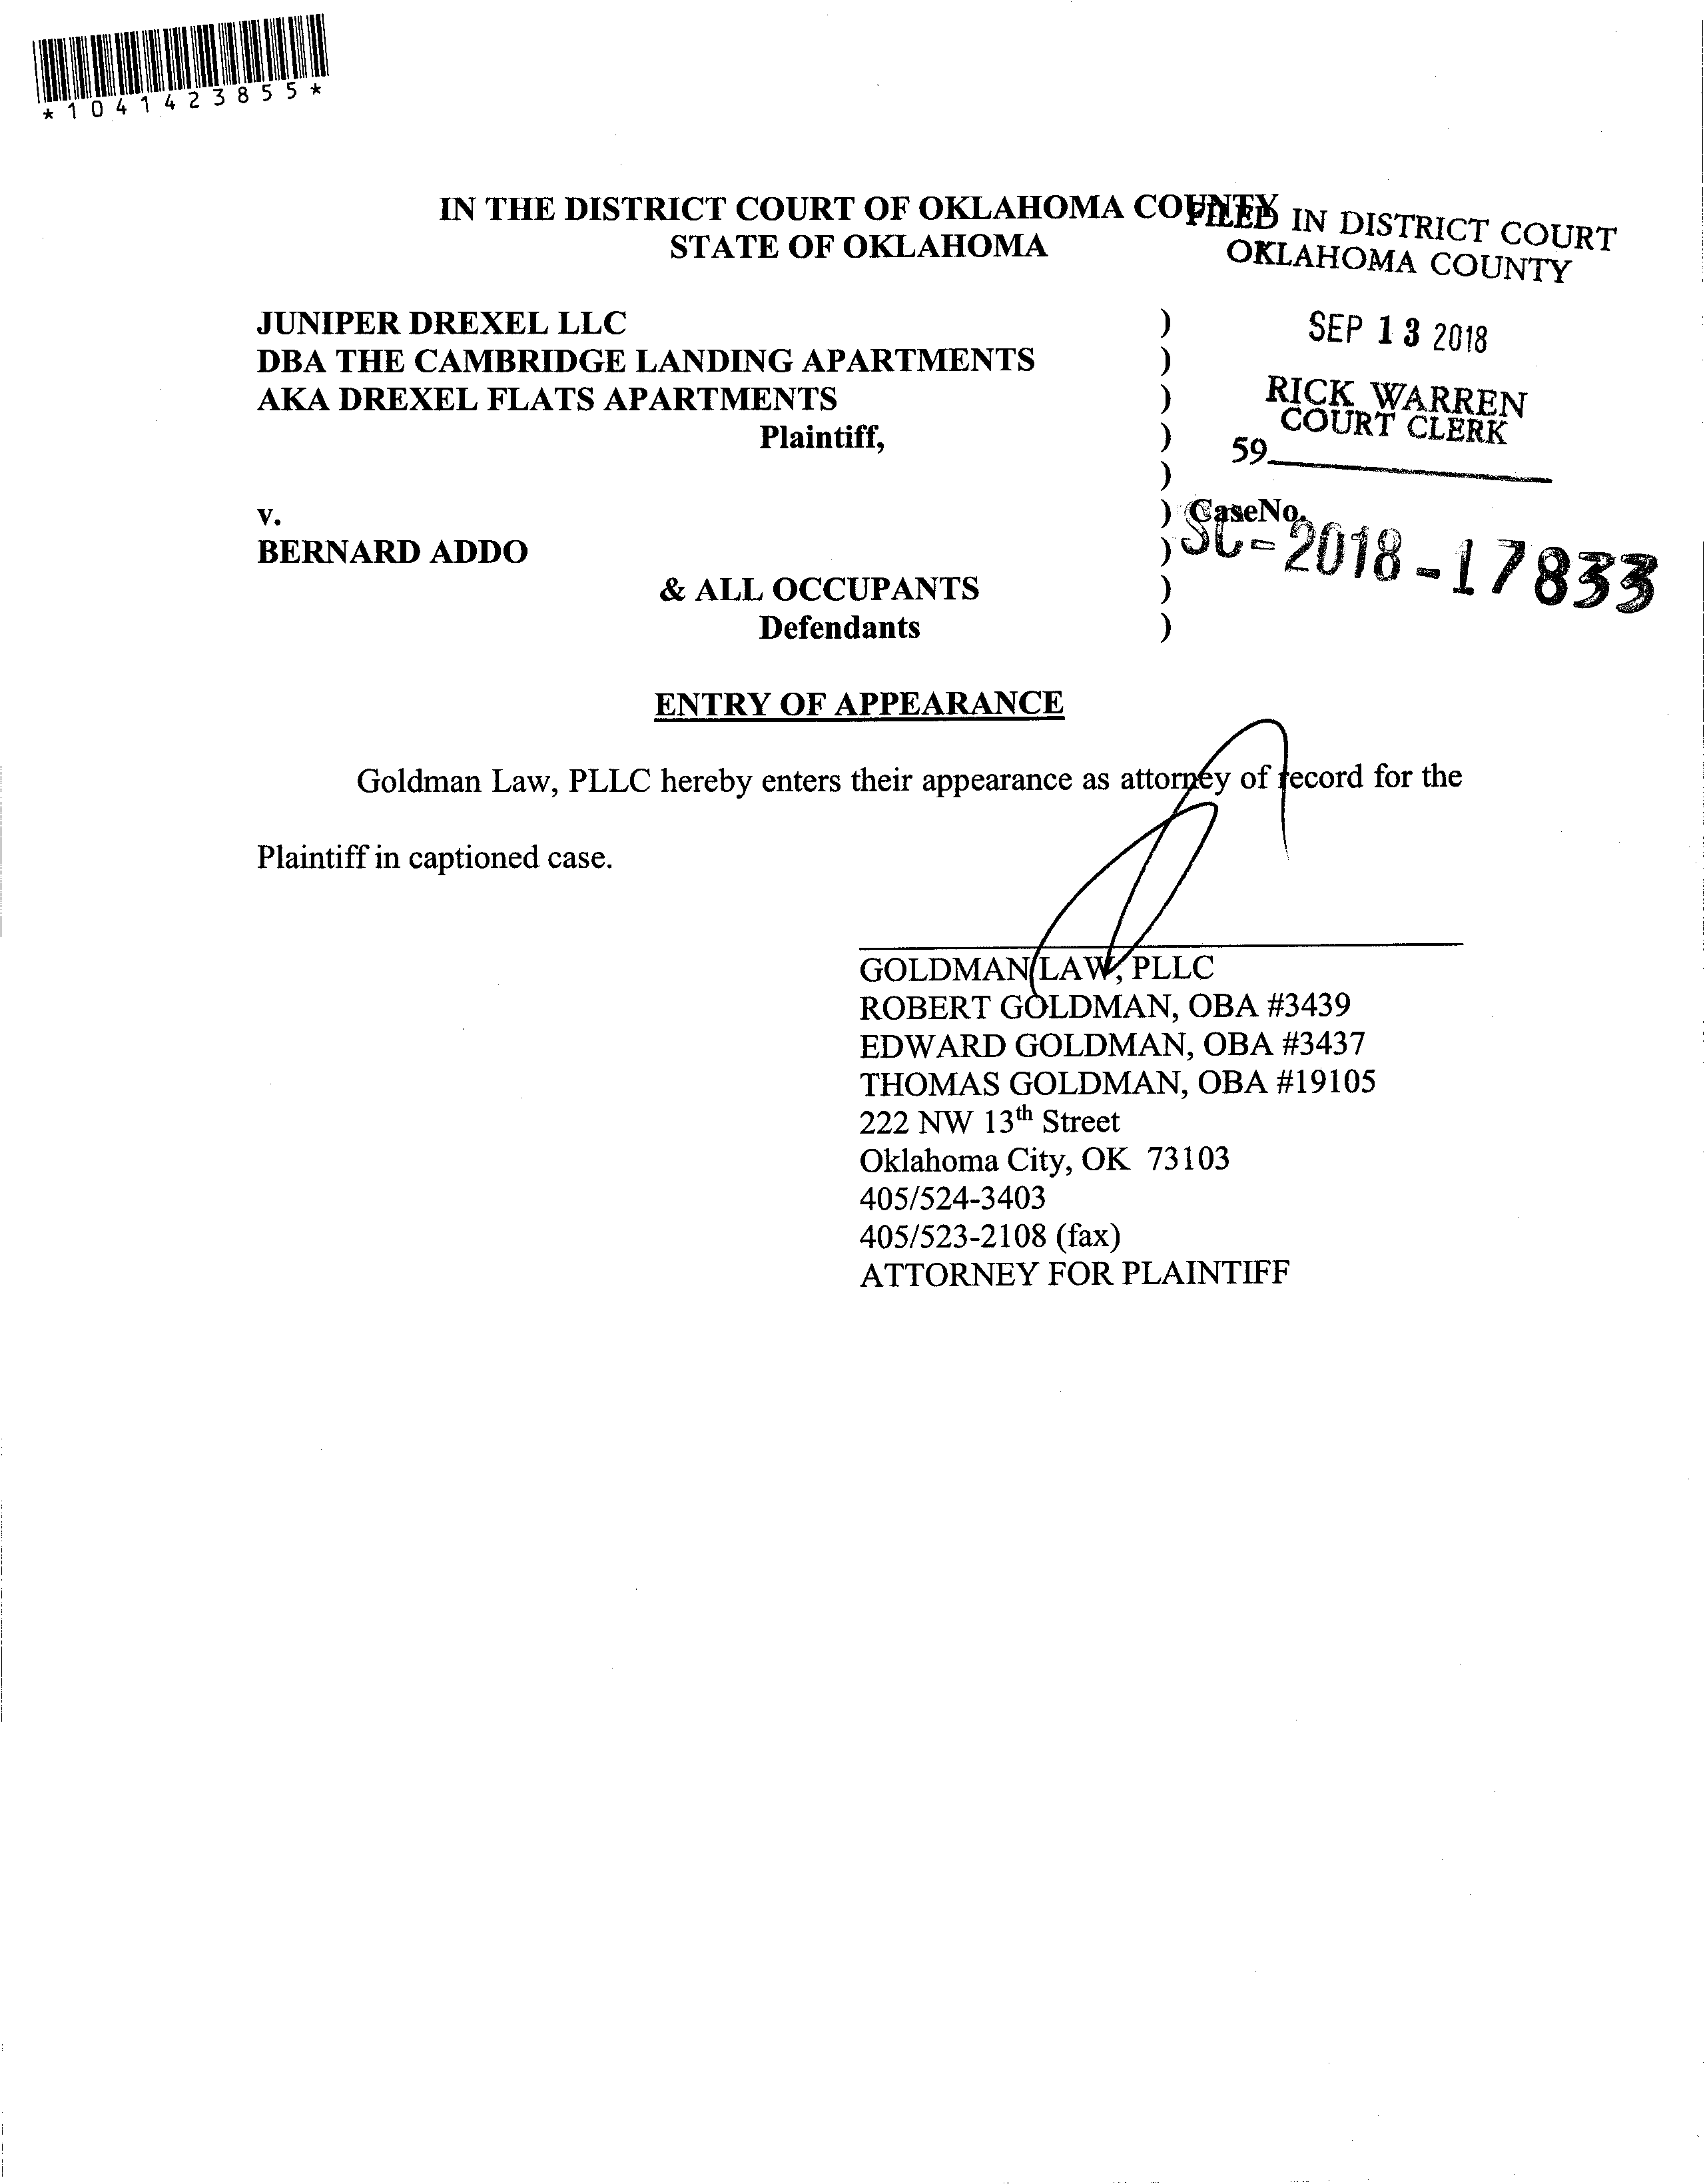 *1041423855*
IN THE DISTRICT COURT OF OKLAHOMA COUNTY
STATE OF OKLAHOMA
FILED IN DISTRICT COURT
OKLAHOMA COUNTY
SEP 13 2018
RICK WARREN
COURT CLERK
59
JUNIPER DREXEL LLC )
DBA THE CAMBRIDGE LANDING APARTMENTS )
AKA DREXEL FLATS APARTMENTS )
Plaintiff, )
)
v. ) CaseNo.
BERNARD ADDO ) SC-2018-17833
& ALL OCCUPANTS )
Defendants )
ENTRY OF APPEARANCE
Goldman Law, PLLC hereby enters their appearance as attorney of record for the
Plaintiff in captioned case.
GOLDMAN LAW, PLLC
ROBERT GOLDMAN, OBA #3439
EDWARD GOLDMAN, OBA #3437
THOMAS GOLDMAN, OBA #19105
222 NW 13th Street
Oklahoma City, OK 73103
405/524-3403
405/523-2108 (fax)
ATTORNEY FOR PLAINTIFF